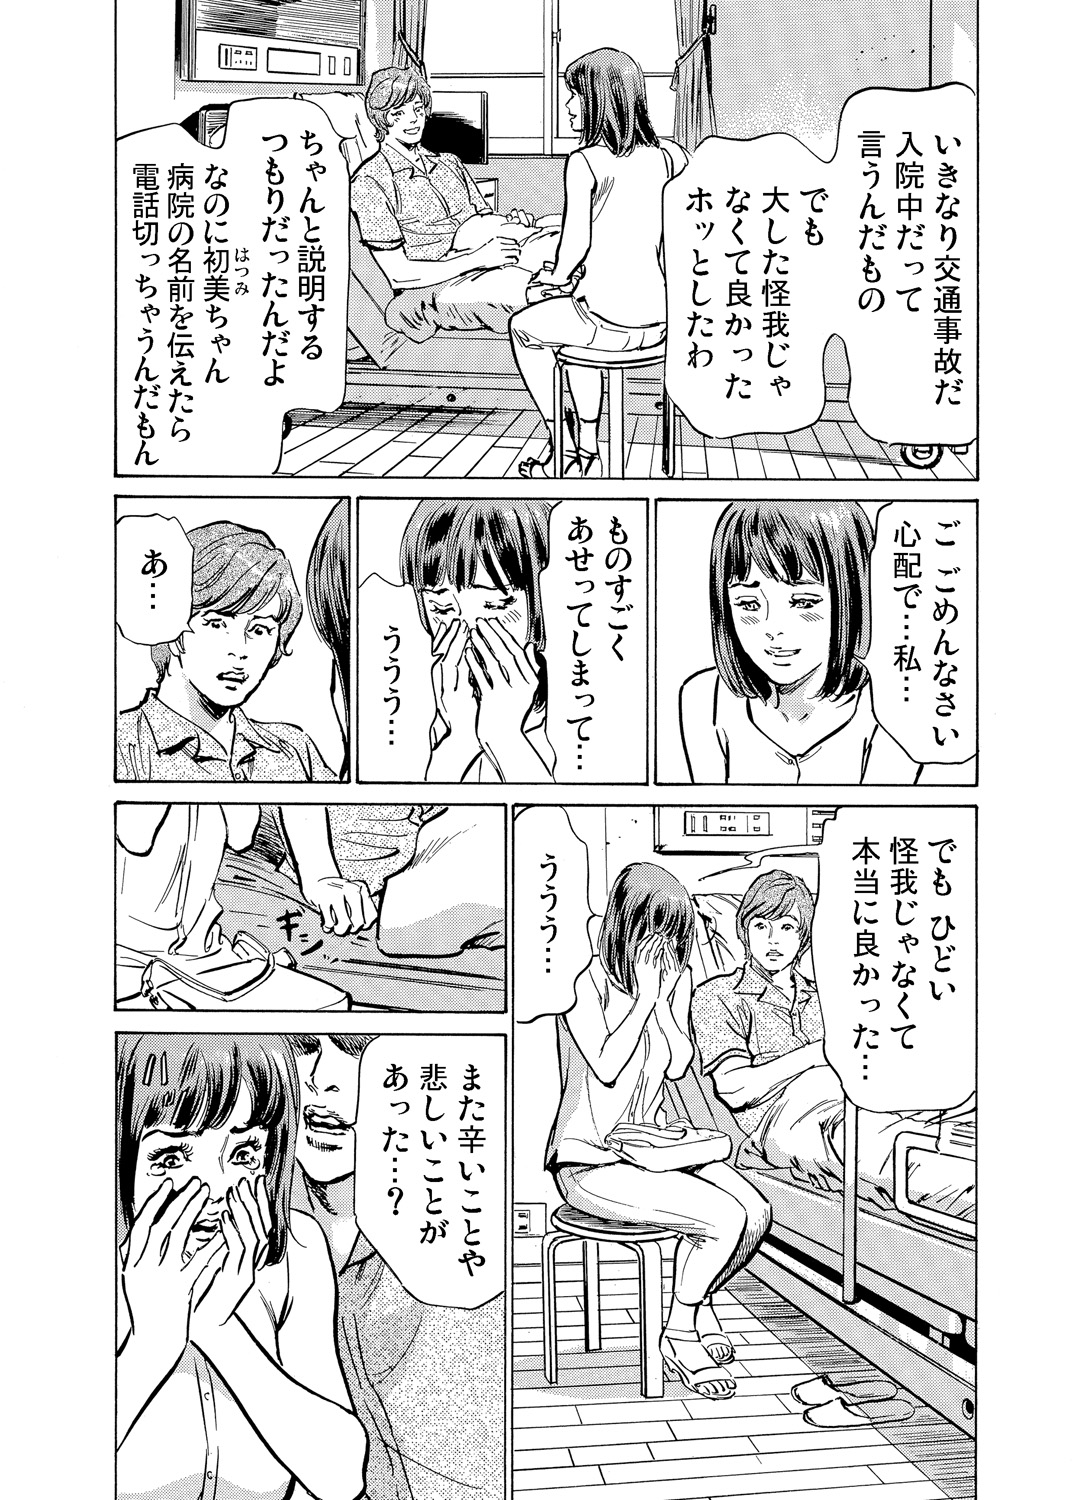 いきなり交通事故だ
入院中だって
言うんだもの
でも
大した怪我じゃ
なくて良かった
ホッとしたわ
ちゃんと説明する
つもりだったんだよ
なのに初美ちゃん
はつみ
病院の名前を伝えたら
電話切っちゃうんだもん
ご ごめんなさい
心配で…私…
ものすごく
あせってしまって…
ううう…
あ…
でも ひどい
怪我じゃなくて
本当に良かった…
ううう…
ギシ
また辛いことや
悲しいことが
あった…？